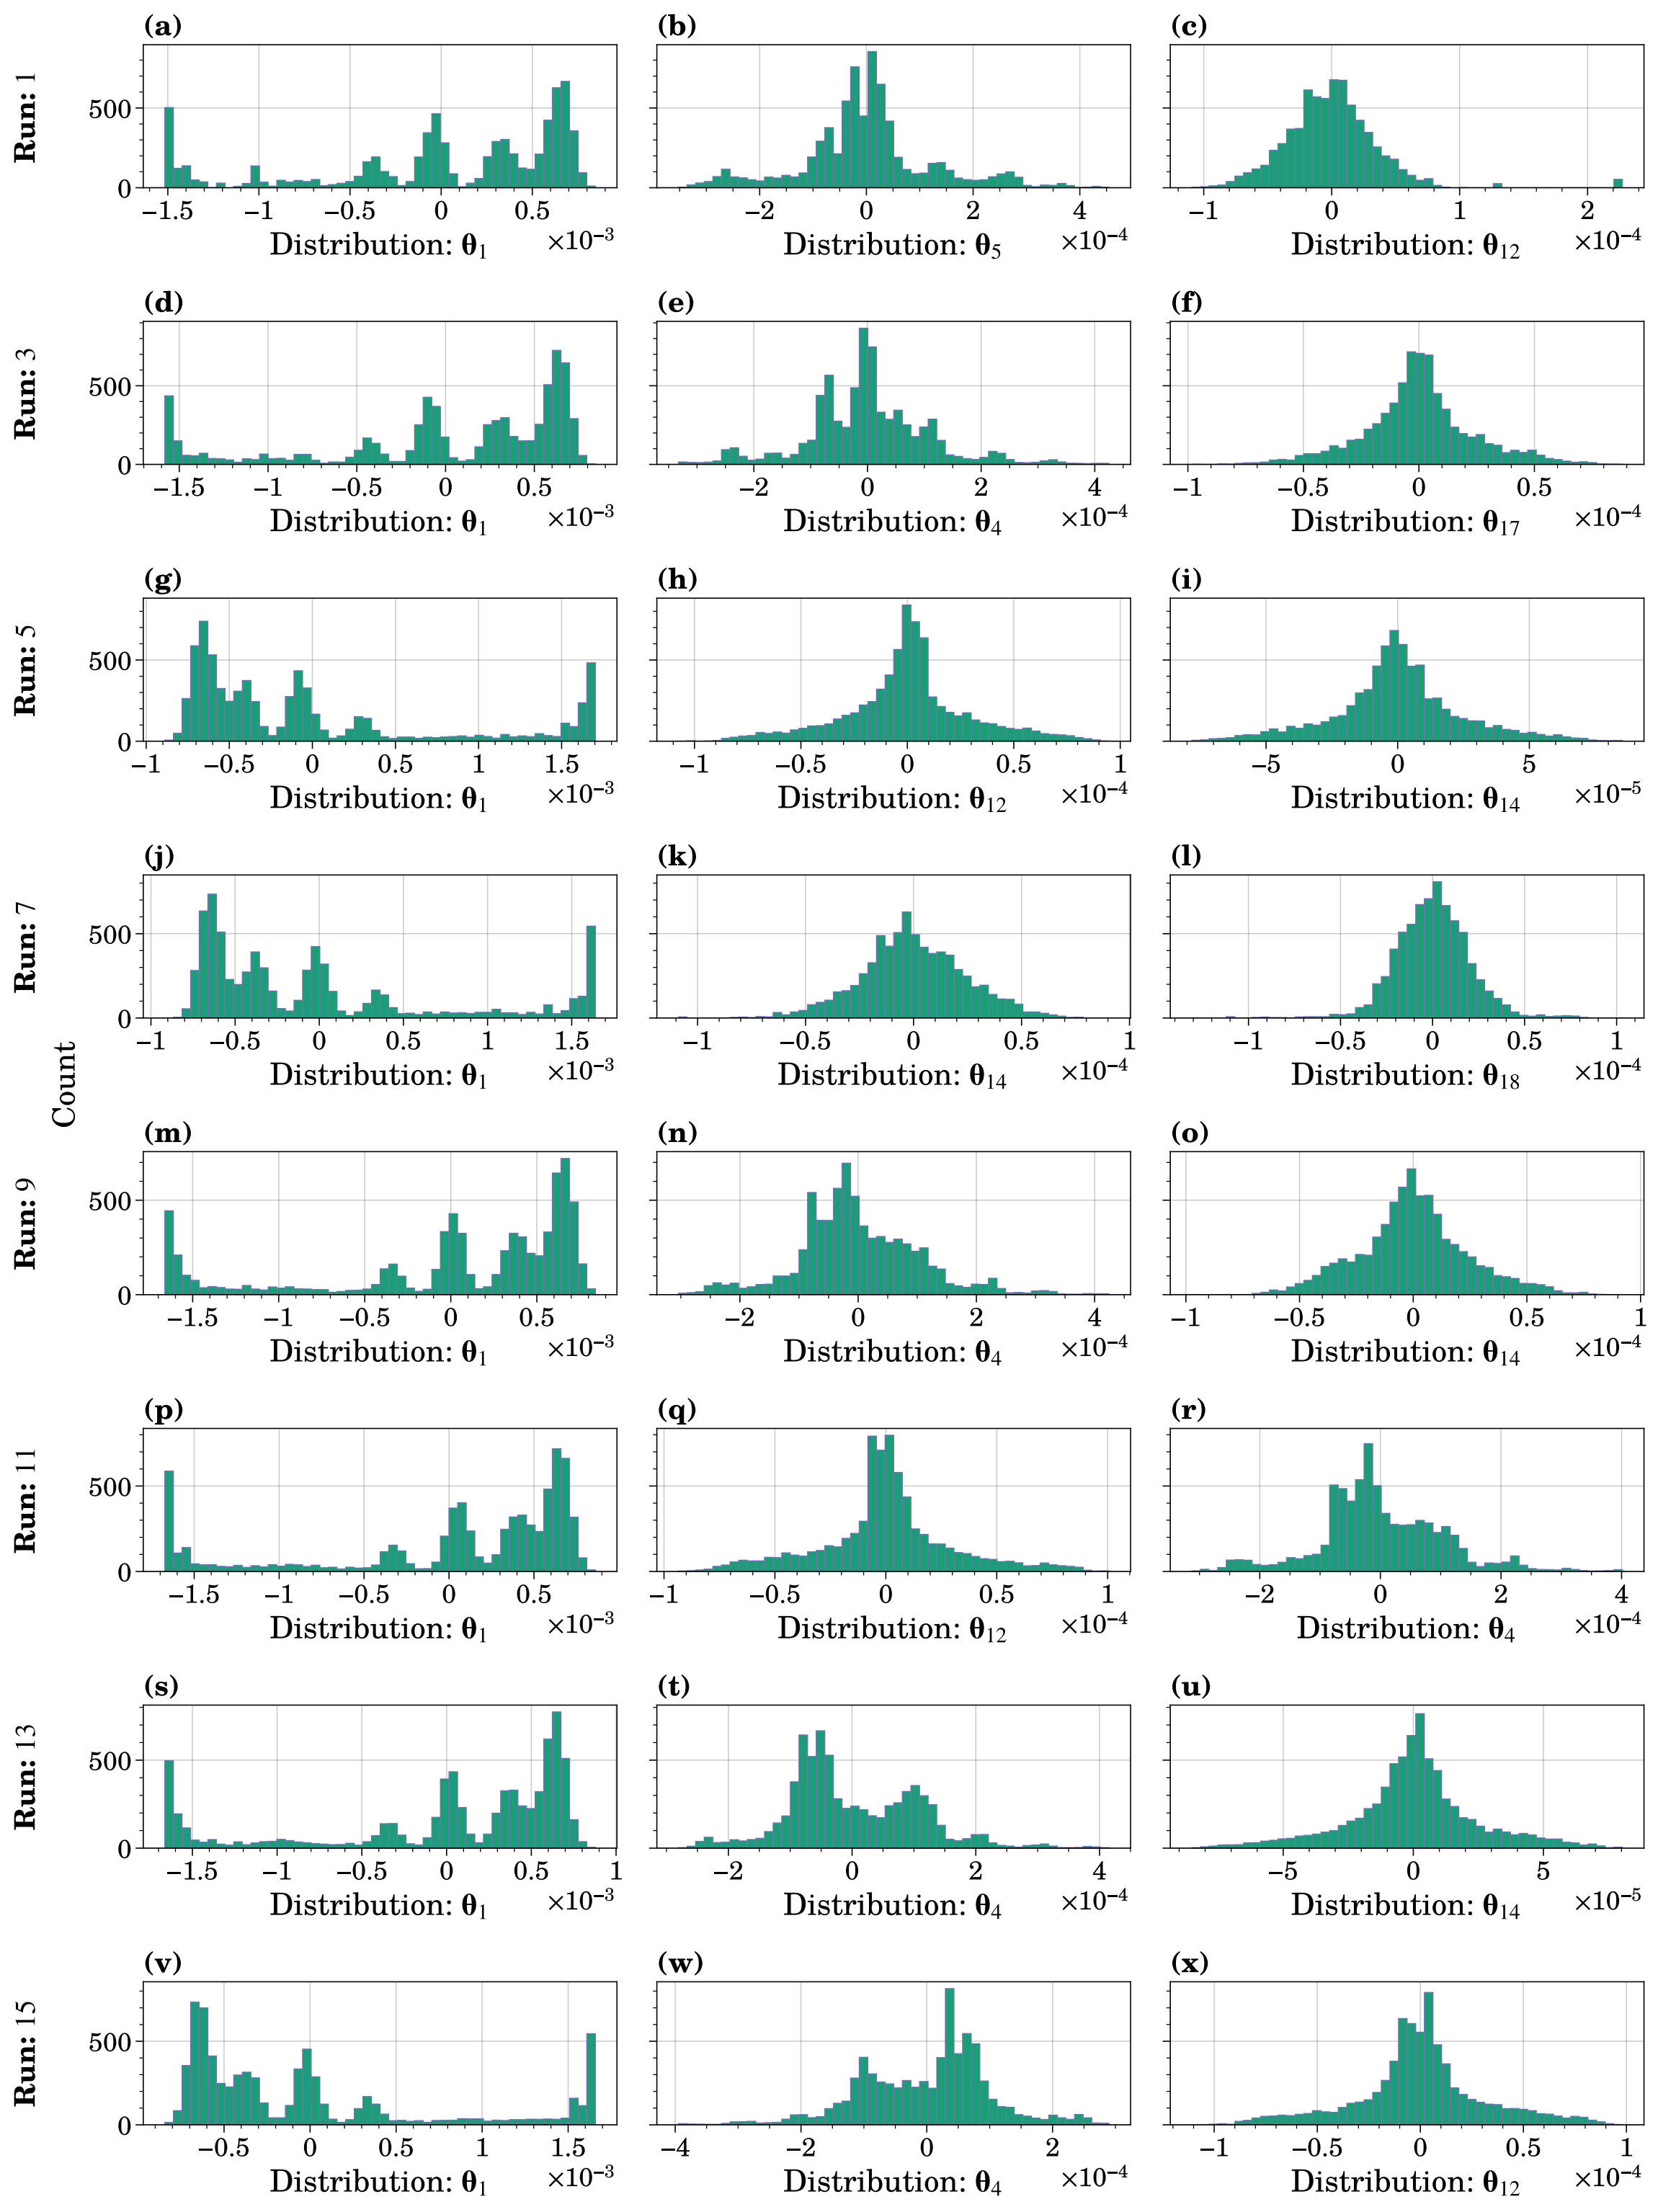 (a) (b) (c)
Run: 1
500
0
−1.5 −1 −0.5 0 0.5
−2 0 2 4
−1 0 1 2
Distribution: θ1 ×10−3
Distribution: θ5 ×10−4
Distribution: θ12 ×10−4
(d) (e) (f)
Run: 3
500
0
−1.5 −1 −0.5 0 0.5
−2 0 2 4
−1 −0.5 0 0.5
Distribution: θ1 ×10−3
Distribution: θ4 ×10−4
Distribution: θ17 ×10−4
(g) (h) (i)
Run: 5
500
0
−1 −0.5 0 0.5 1 1.5
−1 −0.5 0 0.5 1
−5 0 5
Distribution: θ1 ×10−3
Distribution: θ12 ×10−4
Distribution: θ14 ×10−5
(j) (k) (l)
Run: 7
500
0
−1 −0.5 0 0.5 1 1.5
−1 −0.5 0 0.5 1
−1 −0.5 0 0.5 1
Distribution: θ1 ×10−3
Distribution: θ14 ×10−4
Distribution: θ18 ×10−4
Count
(m) (n) (o)
Run: 9
500
0
−1.5 −1 −0.5 0 0.5
−2 0 2 4
−1 −0.5 0 0.5 1
Distribution: θ1 ×10−3
Distribution: θ4 ×10−4
Distribution: θ14 ×10−4
(p) (q) (r)
Run: 11
500
0
−1.5 −1 −0.5 0 0.5
−1 −0.5 0 0.5 1
−2 0 2 4
Distribution: θ1 ×10−3
Distribution: θ12 ×10−4
Distribution: θ4 ×10−4
(s) (t) (u)
Run: 13
500
0
−1.5 −1 −0.5 0 0.5 1
−2 0 2 4
−5 0 5
Distribution: θ1 ×10−3
Distribution: θ4 ×10−4
Distribution: θ14 ×10−5
(v) (w) (x)
Run: 15
500
0
−0.5 0 0.5 1 1.5
−4 −2 0 2
−1 −0.5 0 0.5 1
Distribution: θ1 ×10−3
Distribution: θ4 ×10−4
Distribution: θ12 ×10−4